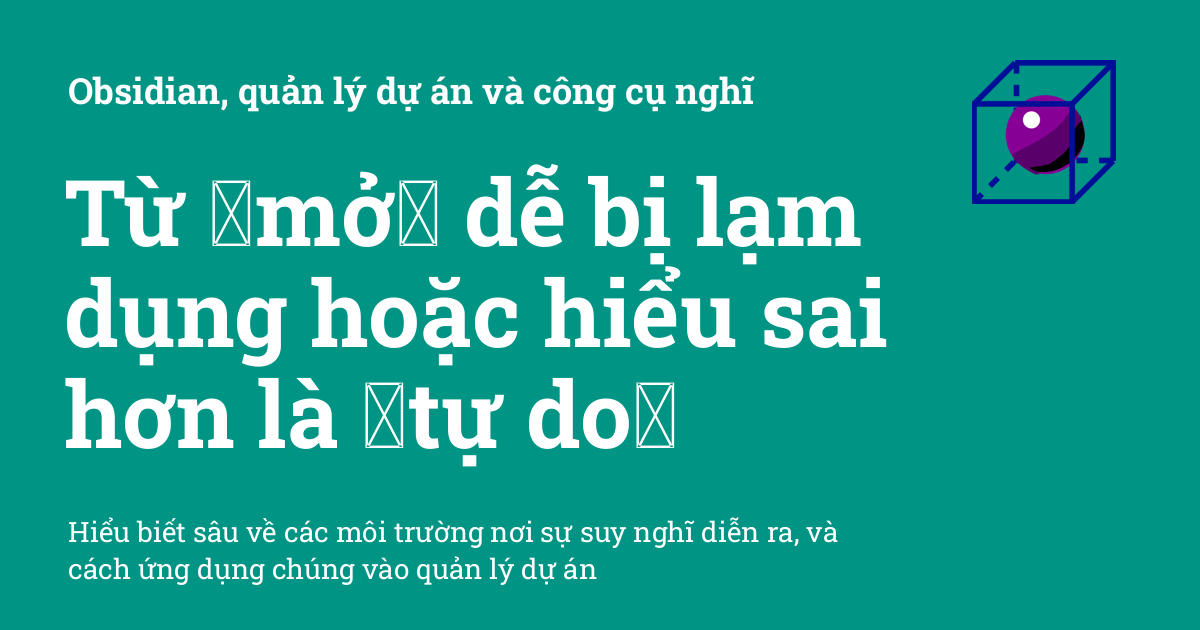 Obsidian, quản lý dự án và công cụ nghĩ
Từ mở dễ bị lạm
dụng hoặc hiểu sai
hơn là tự do
Hiểu biết sâu về các môi trường nơi sự suy nghĩ diễn ra, và
cách ứng dụng chúng vào quản lý dự án